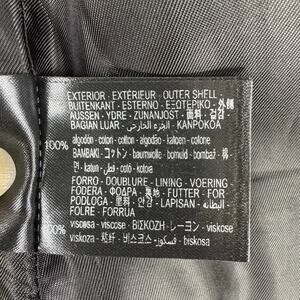 EXTERIOR - EXTÉRIEUR - OUTER SHELL -
BUITENKANT - ESTERNO - ΕΞΩΤΕΡΙΚΟ - 外側
AUSSEN - YDRE - ZUNANJOST - 面料 - 겉감 -
BAGIAN LUAR - الجزء الخارجي - KANPOKOA
100%
algodón - coton - cotton - algodão - katoen - cotone
BANBAKI - コットン - baumwolle - bomuld - bombaž - 棉
면 - katun - قطن - cotó - kotoia
FORRO - DOUBLURE - LINING - VOERING -
FODERA - ΦΟΔΡΑ - 裏地 - FUTTER - FOR
PODLOGA - 里料 - 안감 - LAPISAN - البطانة -
FOLRE - FORRUA
100%
viscosa - viscose - ΒΙΣΚΟΖΗ - レーヨン - viskose
viskoza - 粘纤 - 비스코스 - فسكوز - biskosa